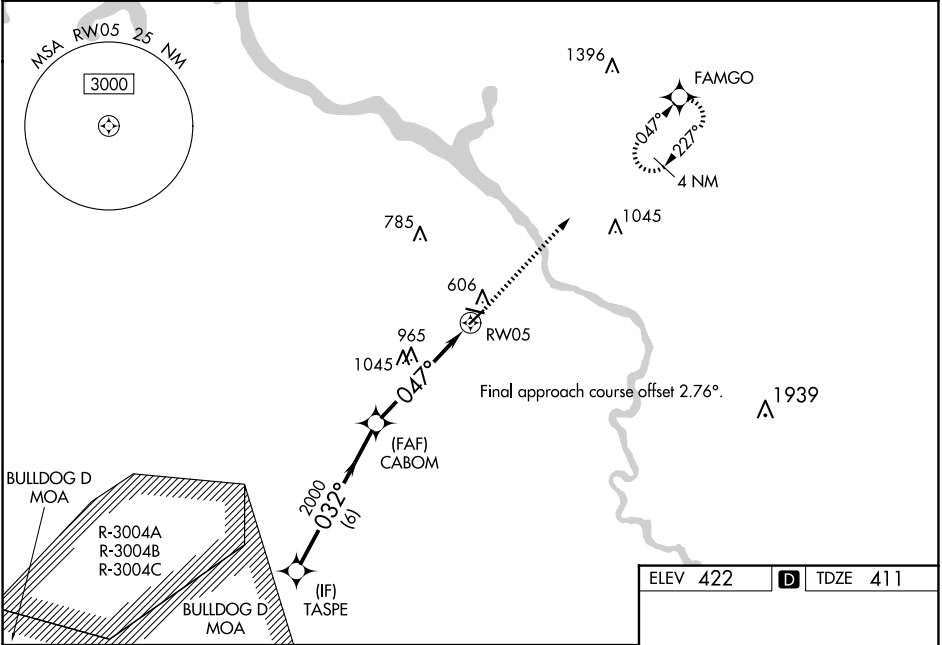 MSA RW05 25 NM
3000
1396
FAMGO
047°
227°
4 NM
785
1045
606
RW05
965
1045
047°
Final approach course offset 2.76°.
1939
(FAF)
CABOM
2000
032°
(6)
BULLDOG D
MOA
R-3004A
R-3004B
R-3004C
(IF)
TASPE
BULLDOG D
MOA
ELEV 422 D TDZE 411